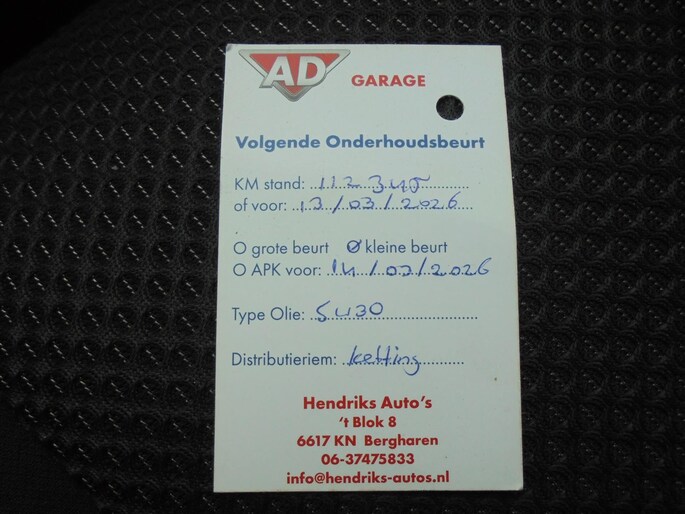 AD GARAGE
Volgende Onderhoudsbeurt
KM stand: 112 345
of voor: 13/03/2026
O grote beurt Ø kleine beurt
O APK voor: 14/02/2026
Type Olie: 5W30
Distributieriem: ketting
Hendriks Auto's
't Blok 8
6617 KN Bergharen
06-37475833
info@hendriks-autos.nl